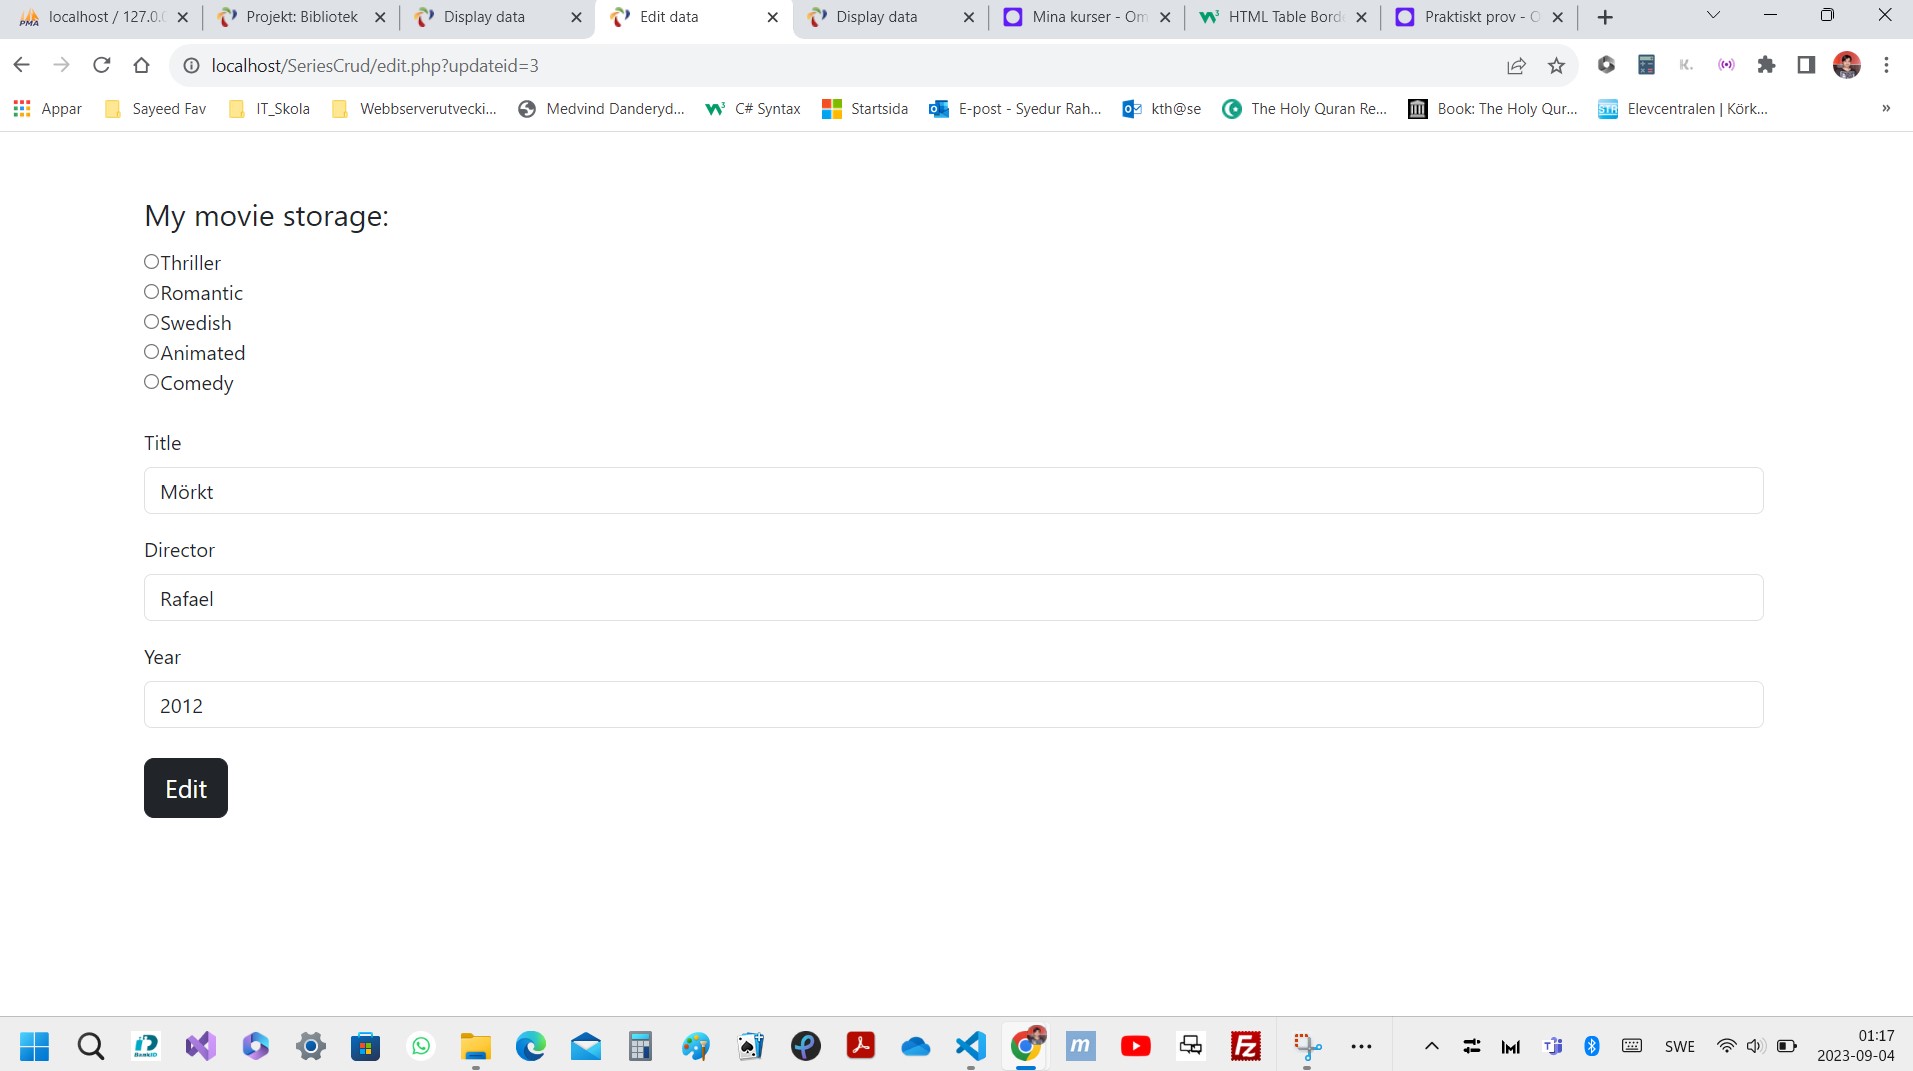 localhost / 127.0.0
Projekt: Bibliotek
Display data
Edit data
Display data
Mina kurser - Om
HTML Table Borde
Praktiskt prov - O
localhost/SeriesCrud/edit.php?updateid=3
Appar
Sayeed Fav
IT_Skola
Webbserverutvecki...
Medvind Danderyd...
C# Syntax
Startsida
E-post - Syedur Rah...
kth@se
The Holy Quran Re...
Book: The Holy Qur...
Elevcentralen | Körk...
My movie storage:
Thriller
Romantic
Swedish
Animated
Comedy
Title
Mörkt
Director
Rafael
Year
2012
Edit
SWE
01:17
2023-09-04